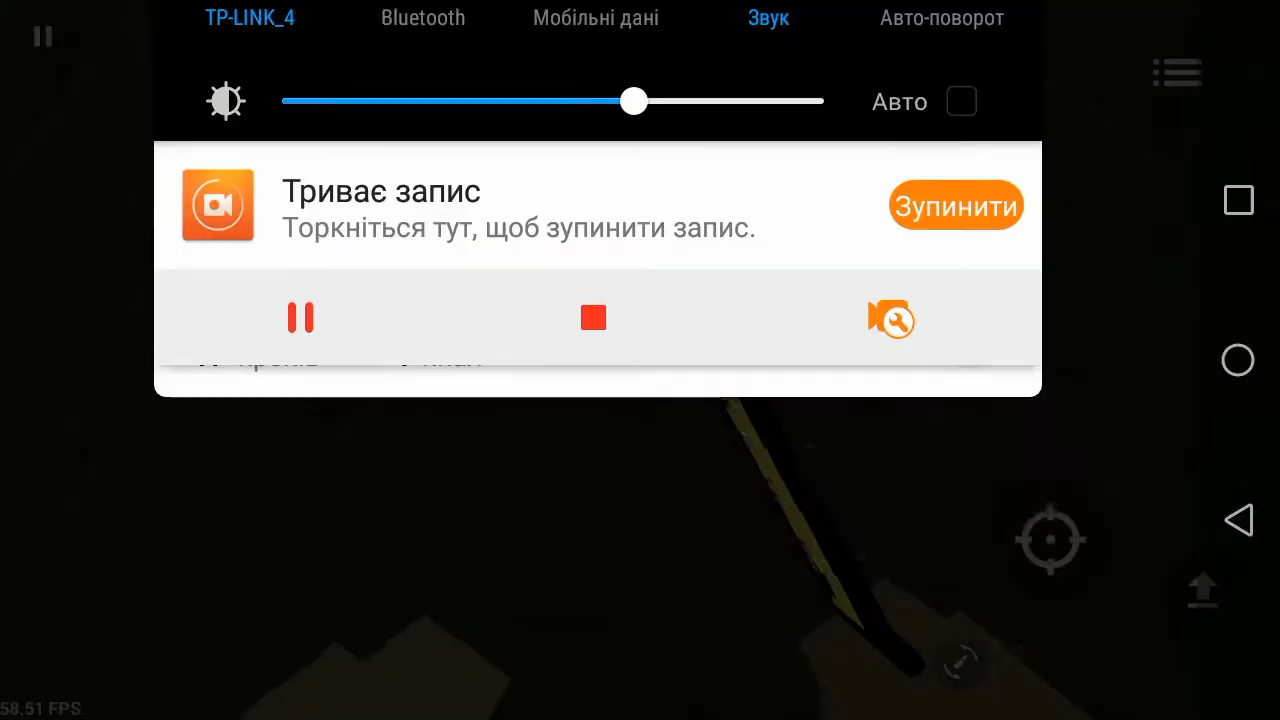 TP-LINK_4 Bluetooth Мобільні дані Звук Авто-поворот
Авто
Триває запис
Торкніться тут, щоб зупинити запис.
Зупинити
58.51 FPS